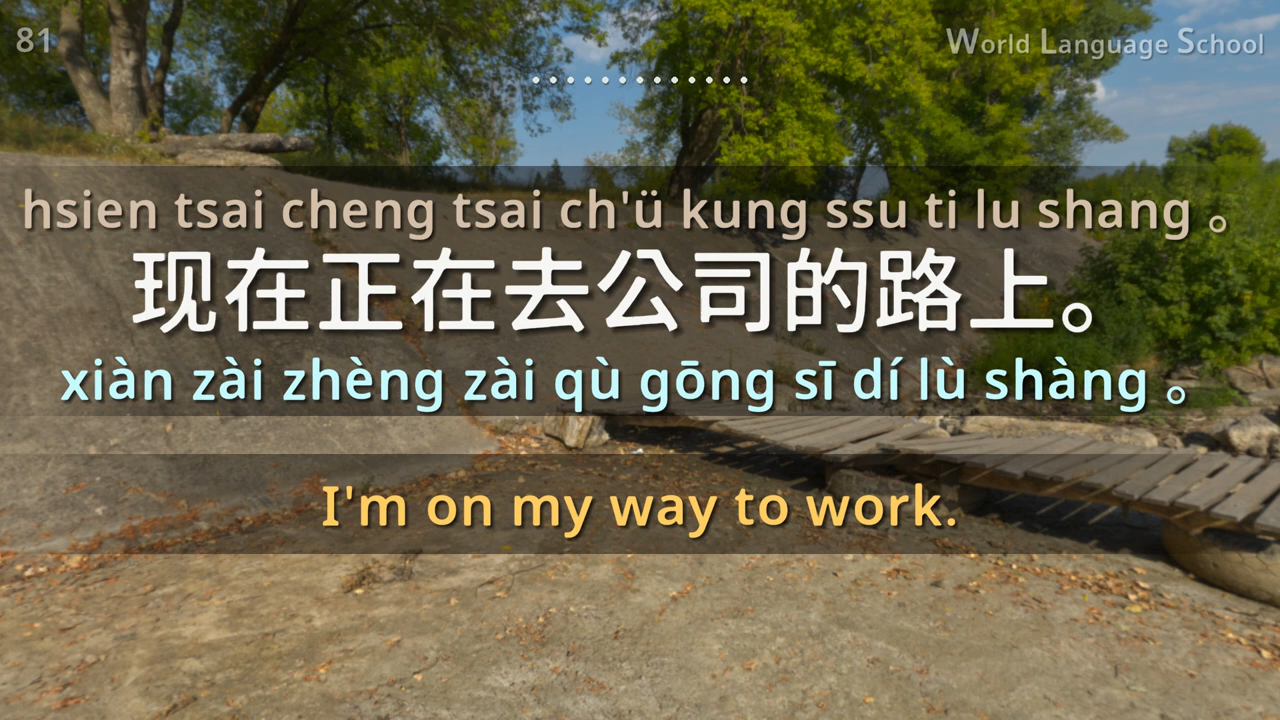 81
World Language School
hsien tsai cheng tsai ch'ü kung ssu ti lu shang 。
现在正在去公司的路上。
xiàn zài zhèng zài qù gōng sī dí lù shàng 。
I'm on my way to work.